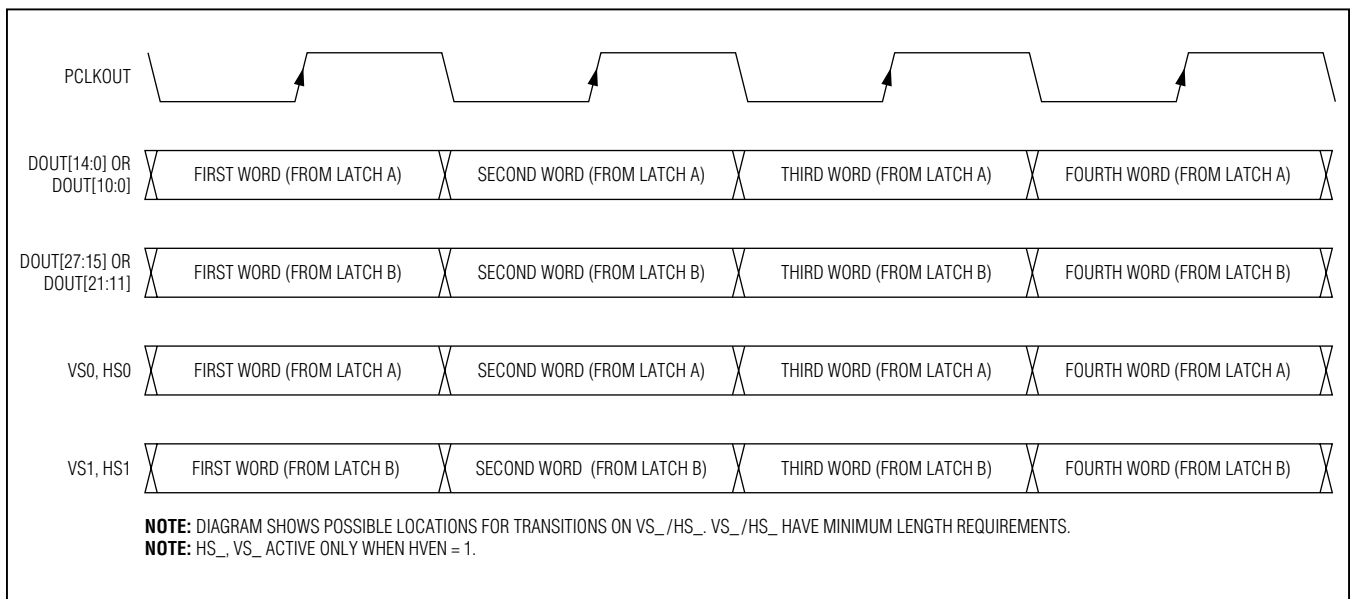 PCLKOUT
DOUT[14:0] OR
DOUT[10:0]
FIRST WORD (FROM LATCH A)
SECOND WORD (FROM LATCH A)
THIRD WORD (FROM LATCH A)
FOURTH WORD (FROM LATCH A)
DOUT[27:15] OR
DOUT[21:11]
FIRST WORD (FROM LATCH B)
SECOND WORD (FROM LATCH B)
THIRD WORD (FROM LATCH B)
FOURTH WORD (FROM LATCH B)
VS0, HS0
FIRST WORD (FROM LATCH A)
SECOND WORD (FROM LATCH A)
THIRD WORD (FROM LATCH A)
FOURTH WORD (FROM LATCH A)
VS1, HS1
FIRST WORD (FROM LATCH B)
SECOND WORD (FROM LATCH B)
THIRD WORD (FROM LATCH B)
FOURTH WORD (FROM LATCH B)
NOTE: DIAGRAM SHOWS POSSIBLE LOCATIONS FOR TRANSITIONS ON VS_/HS_. VS_/HS_ HAVE MINIMUM LENGTH REQUIREMENTS.
NOTE: HS_, VS_ ACTIVE ONLY WHEN HVEN = 1.